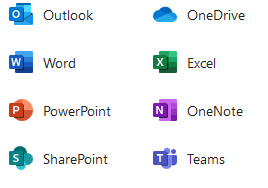 Outlook OneDrive
Word Excel
PowerPoint OneNote
SharePoint Teams